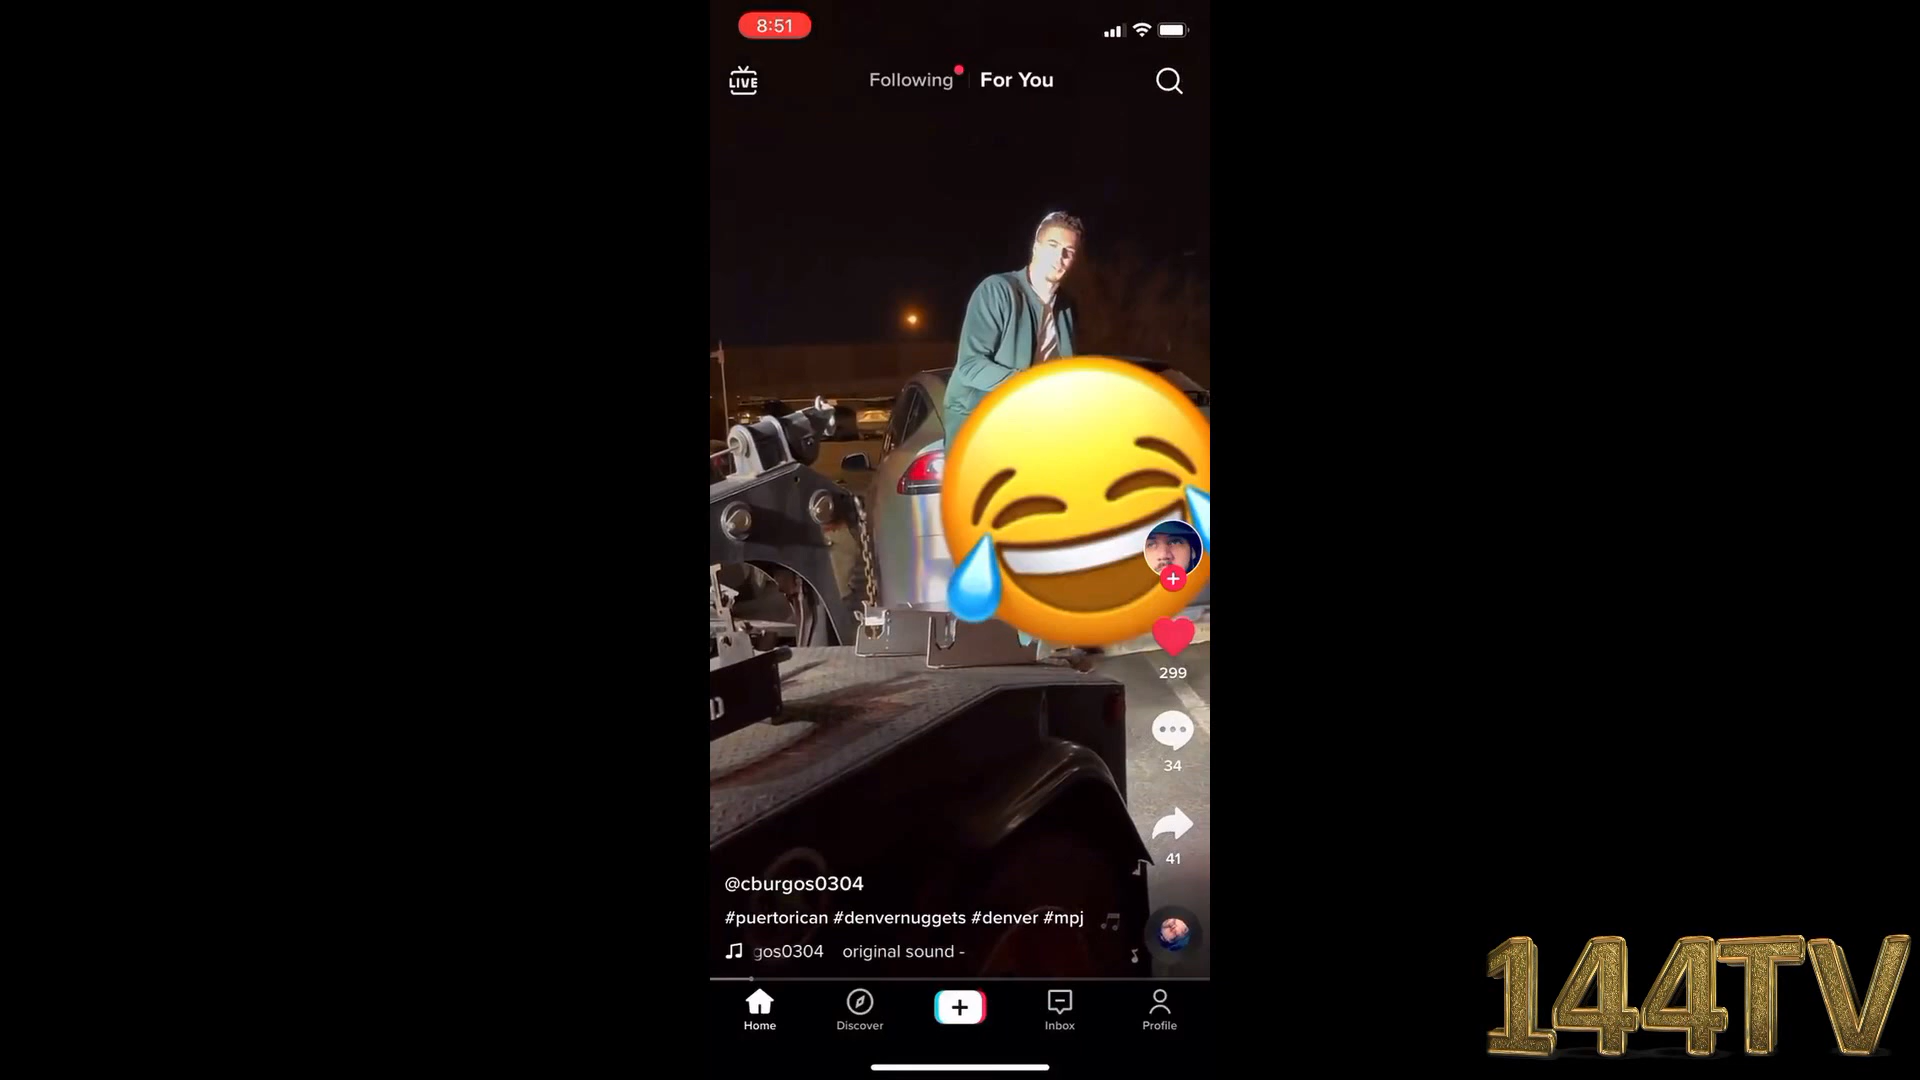 8:51
LIVE
Following
For You
299
34
41
@cburgos0304
#puertorican #denvernuggets #denver #mpj
gos0304 original sound -
Home
Discover
Inbox
Profile
144TV